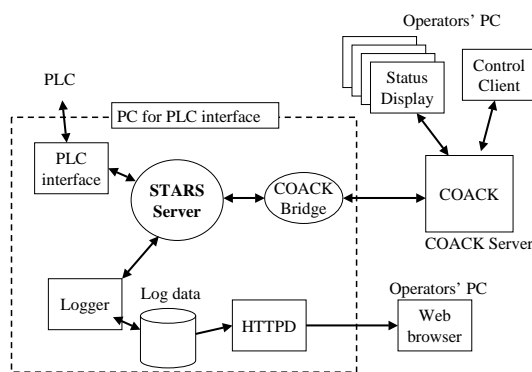 Operators' PC
PLC
Status
Display
Control
Client
PC for PLC interface
PLC
interface
STARS
Server
COACK
Bridge
COACK
COACK Server
Logger
Log data
HTTPD
Operators' PC
Web
browser